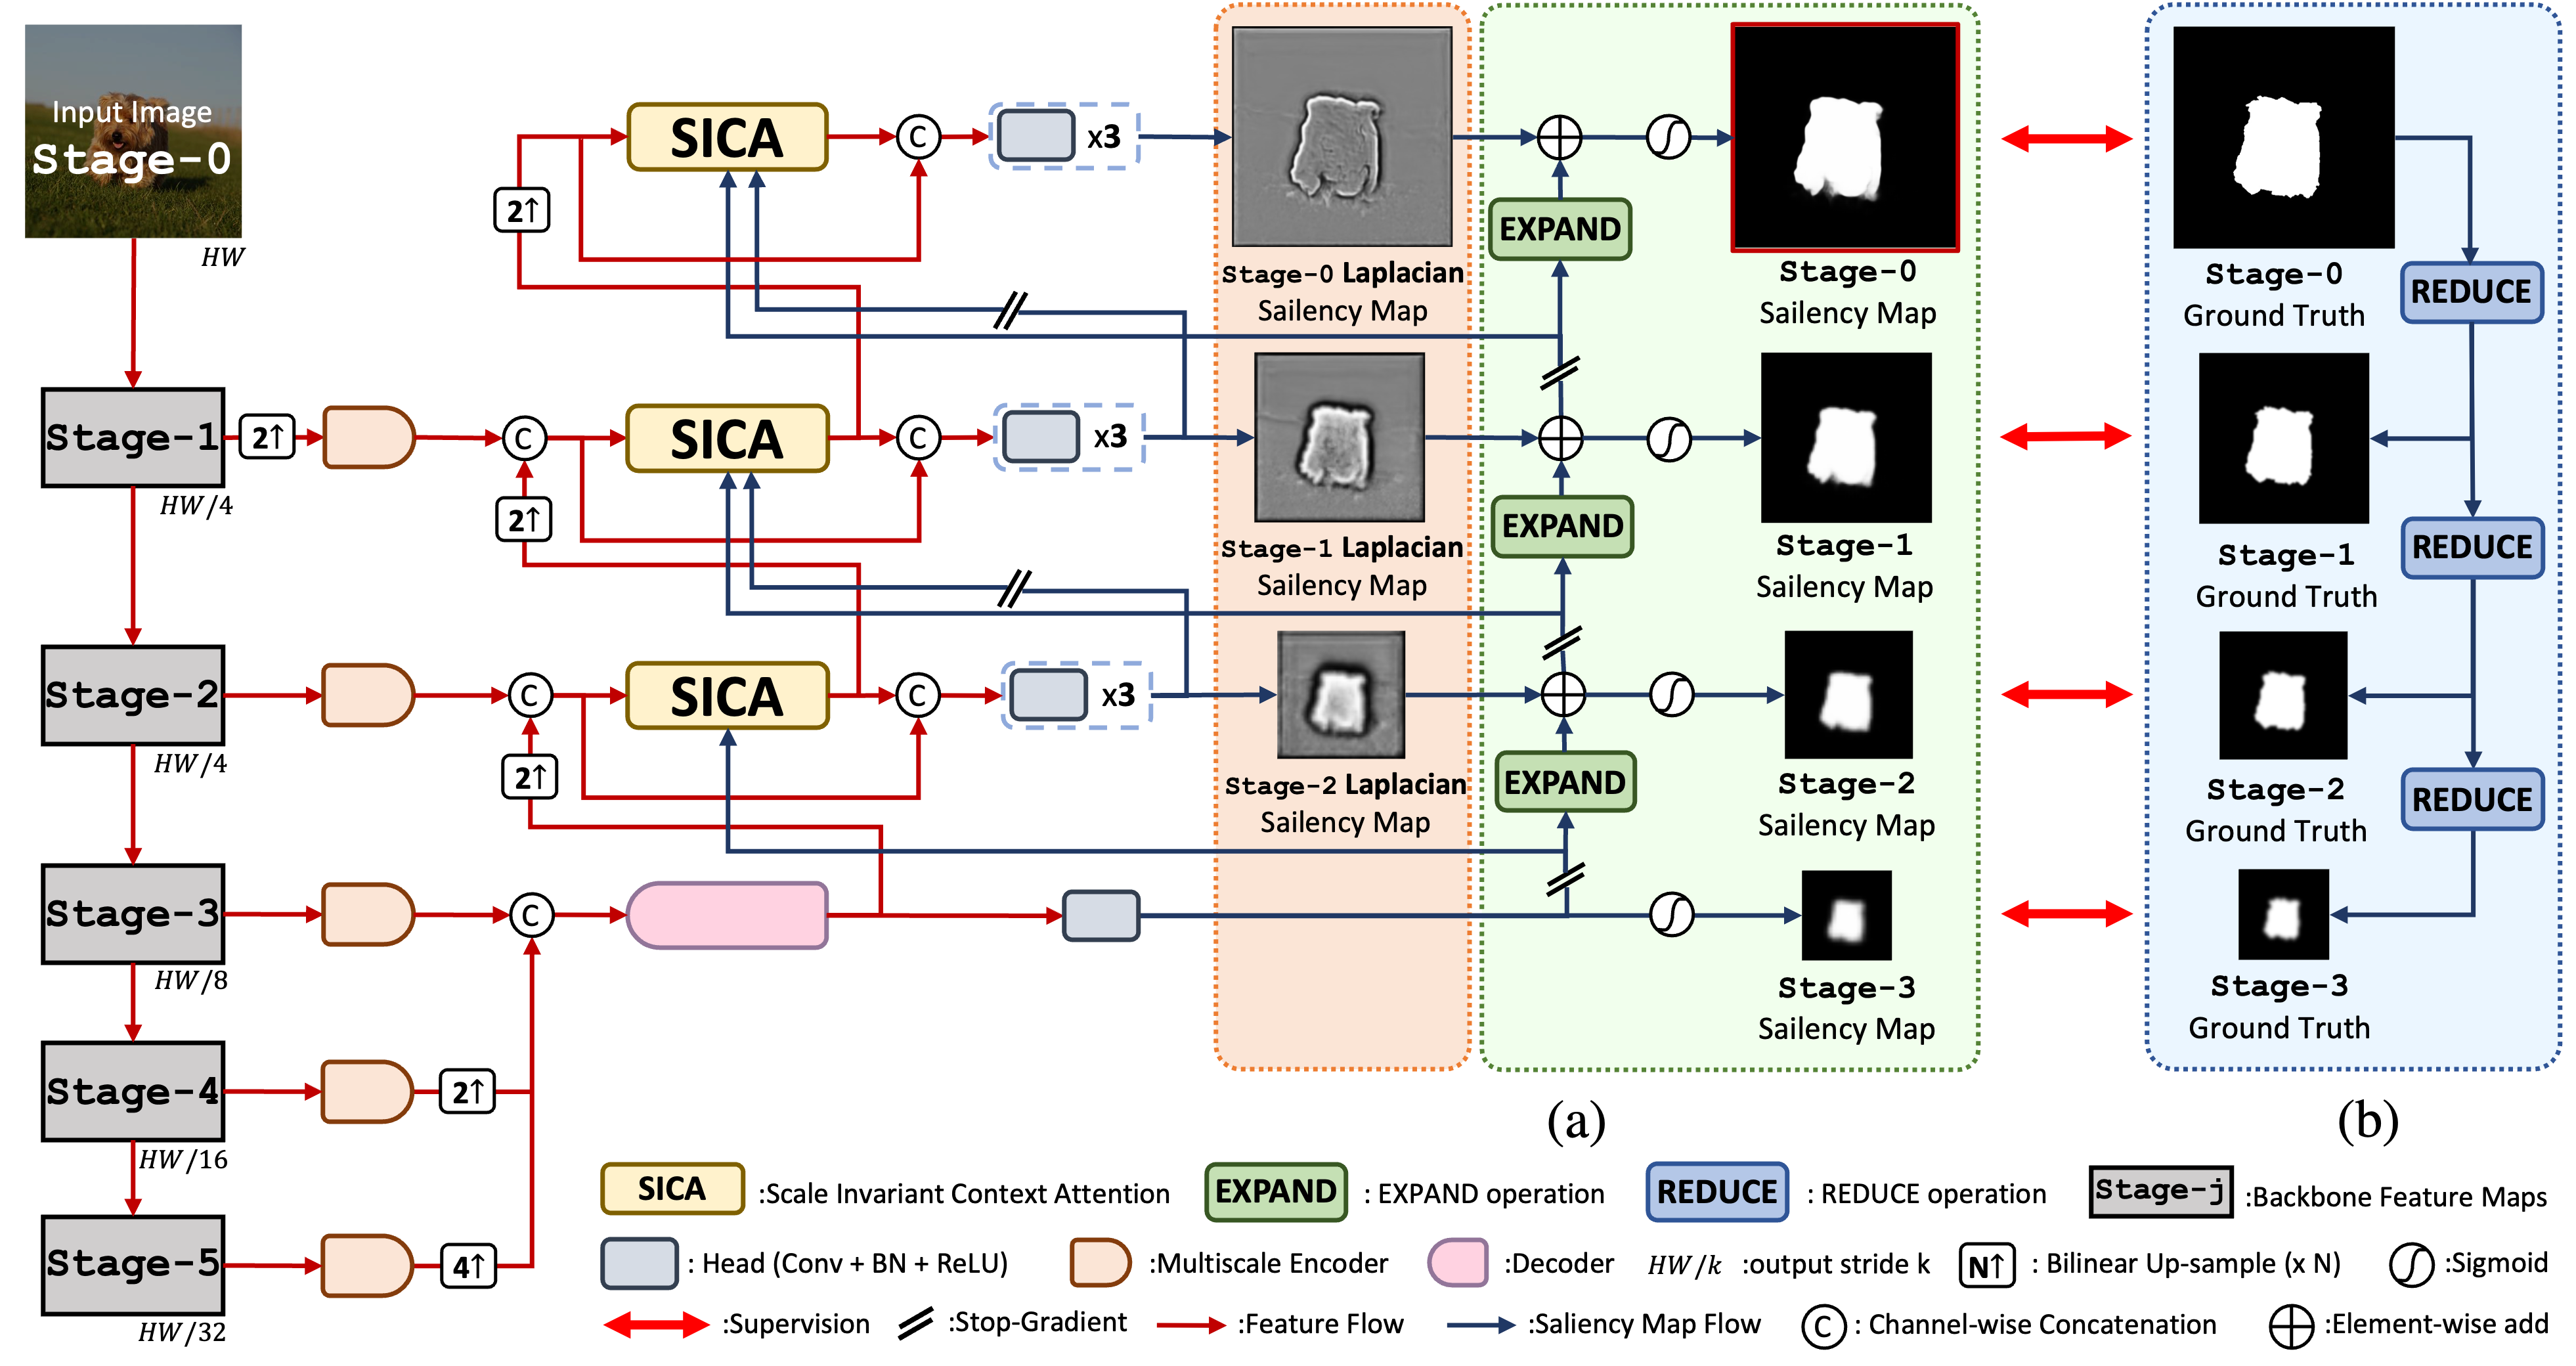 Input Image
Stage-0
HW
SICA
C
x3
2↑
Stage-0 Laplacian
Sailency Map
EXPAND
Stage-0
Sailency Map
Stage-0
Ground Truth
REDUCE
Stage-1
HW/4
2↑
C
SICA
C
x3
2↑
Stage-1 Laplacian
Sailency Map
EXPAND
Stage-1
Sailency Map
Stage-1
Ground Truth
REDUCE
Stage-2
HW/4
C
SICA
C
x3
2↑
Stage-2 Laplacian
Sailency Map
EXPAND
Stage-2
Sailency Map
Stage-2
Ground Truth
REDUCE
Stage-3
HW/8
C
Stage-3
Sailency Map
Stage-3
Ground Truth
Stage-4
HW/16
2↑
Stage-5
HW/32
4↑
(a)
(b)
SICA :Scale Invariant Context Attention
EXPAND : EXPAND operation
REDUCE : REDUCE operation
Stage-j :Backbone Feature Maps
: Head (Conv + BN + ReLU)
:Multiscale Encoder
:Decoder
HW/k :output stride k
N↑ : Bilinear Up-sample (x N)
:Sigmoid
:Supervision
:Stop-Gradient
:Feature Flow
:Saliency Map Flow
C : Channel-wise Concatenation
:Element-wise add